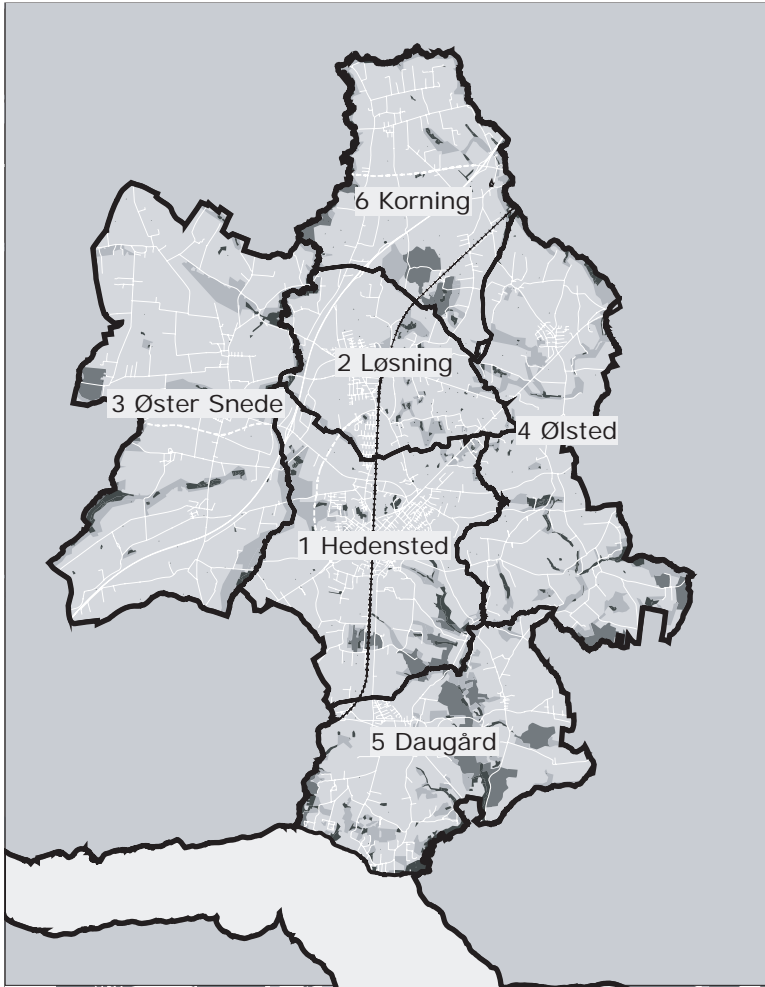 6 Korning
2 Løsning
3 Øster Snede
4 Ølsted
1 Hedensted
5 Daugård